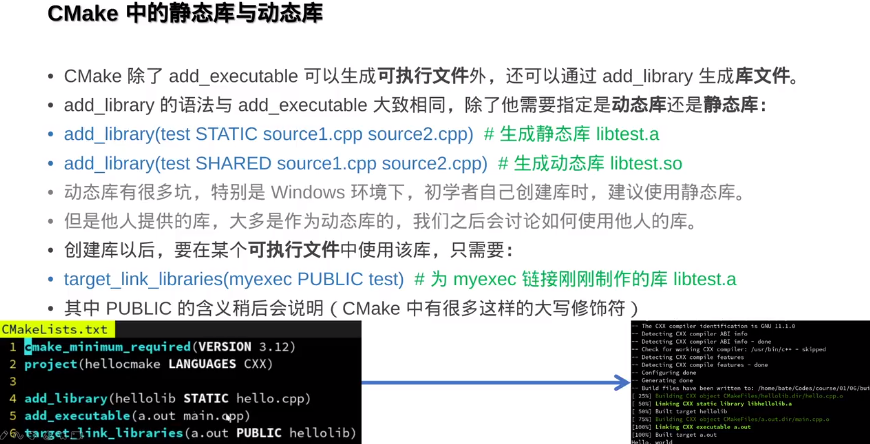 CMake 中的静态库与动态库
• CMake 除了 add_executable 可以生成可执行文件外，还可以通过 add_library 生成库文件。
• add_library 的语法与 add_executable 大致相同，除了他需要指定是动态库还是静态库：
• add_library(test STATIC source1.cpp source2.cpp)  # 生成静态库 libtest.a
• add_library(test SHARED source1.cpp source2.cpp)  # 生成动态库 libtest.so
• 动态库有很多坑，特别是 Windows 环境下，初学者自己创建库时，建议使用静态库。
• 但是他人提供的库，大多是作为动态库的，我们之后会讨论如何使用他人的库。
• 创建库以后，要在某个可执行文件中使用该库，只需要：
• target_link_libraries(myexec PUBLIC test)  # 为 myexec 链接刚刚制作的库 libtest.a
• 其中 PUBLIC 的含义稍后会说明（CMake 中有很多这样的大写修饰符）
CMakeLists.txt
1 cmake_minimum_required(VERSION 3.12)
2 project(hellocmake LANGUAGES CXX)
3
4 add_library(hellolib STATIC hello.cpp)
5 add_executable(a.out main.cpp)
6 target_link_libraries(a.out PUBLIC hellolib)
-- The CXX compiler identification is GNU 11.1.0
-- Detecting CXX compiler ABI info
-- Detecting CXX compiler ABI info - done
-- Check for working CXX compiler: /usr/bin/c++ - skipped
-- Detecting CXX compile features
-- Detecting CXX compile features - done
-- Configuring done
-- Generating done
-- Build files have been written to: /home/bate/Codes/course/01/06/bui
[ 25%] Building CXX object CMakeFiles/hellolib.dir/hello.cpp.o
[ 50%] Linking CXX static library libhellolib.a
[ 50%] Built target hellolib
[ 75%] Building CXX object CMakeFiles/a.out.dir/main.cpp.o
[100%] Linking CXX executable a.out
[100%] Built target a.out
Hello, world